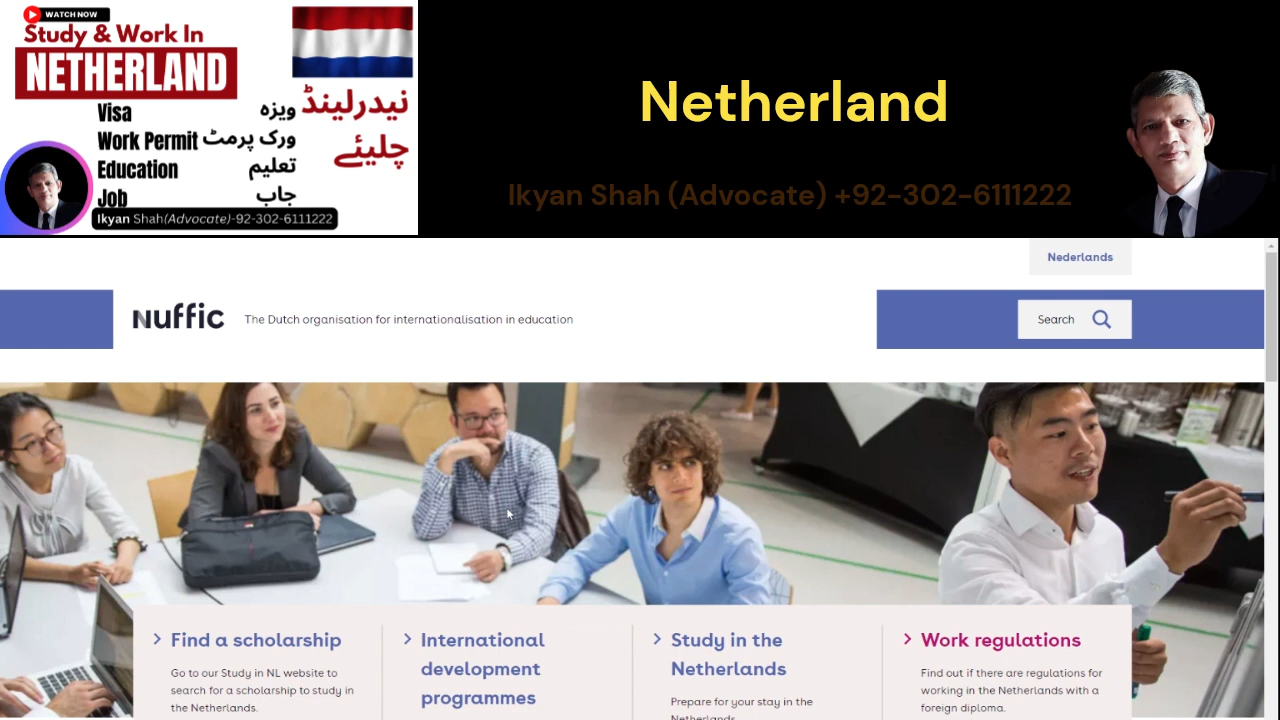 WATCH NOW
Study & Work In
NETHERLAND
نیدرلینڈ
چلیئے
Visa
ویزہ
Work Permit
ورک پرمٹ
Education
تعلیم
Job
جاب
Ikyan Shah(Advocate)-92-302-6111222
Netherland
Ikyan Shah (Advocate) +92-302-6111222
Nederlands
Nuffic
The Dutch organisation for internationalisation in education
Search
Find a scholarship
Go to our Study in NL website to
search for a scholarship to study in
the Netherlands.
International
development
programmes
Study in the
Netherlands
Prepare for your stay in the
Netherlands
Work regulations
Find out if there are regulations for
working in the Netherlands with a
foreign diploma.